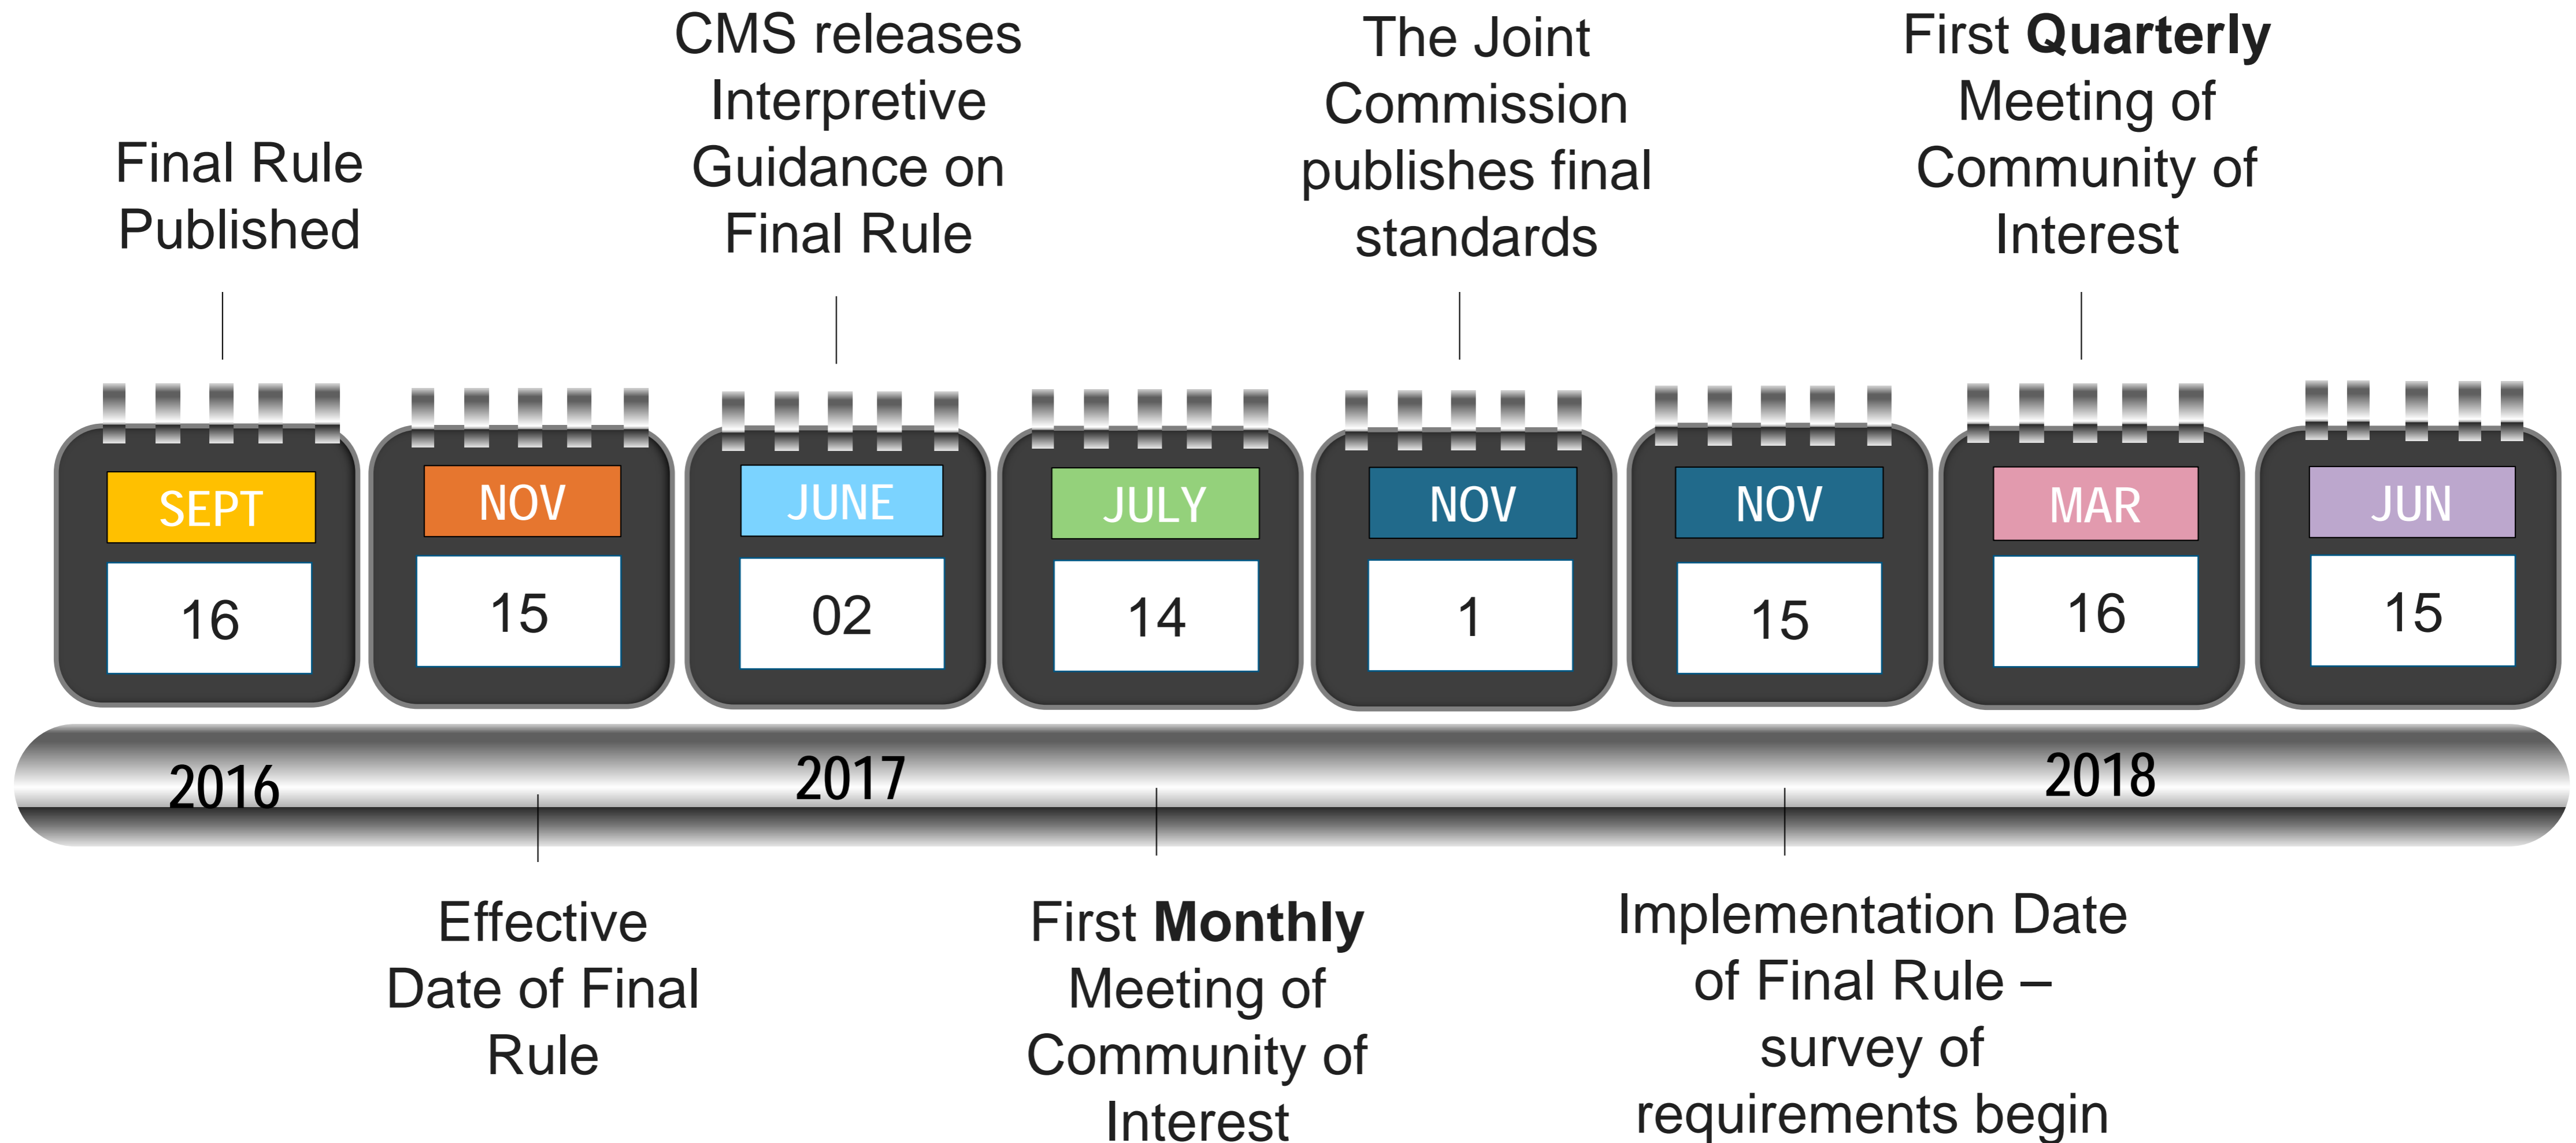 Final Rule
Published
CMS releases
Interpretive
Guidance on
Final Rule
The Joint
Commission
publishes final
standards
First Quarterly
Meeting of
Community of
Interest
SEPT
16
NOV
15
JUNE
02
JULY
14
NOV
1
NOV
15
MAR
16
JUN
15
2016
2017
2018
Effective
Date of Final
Rule
First Monthly
Meeting of
Community of
Interest
Implementation Date
of Final Rule –
survey of
requirements begin